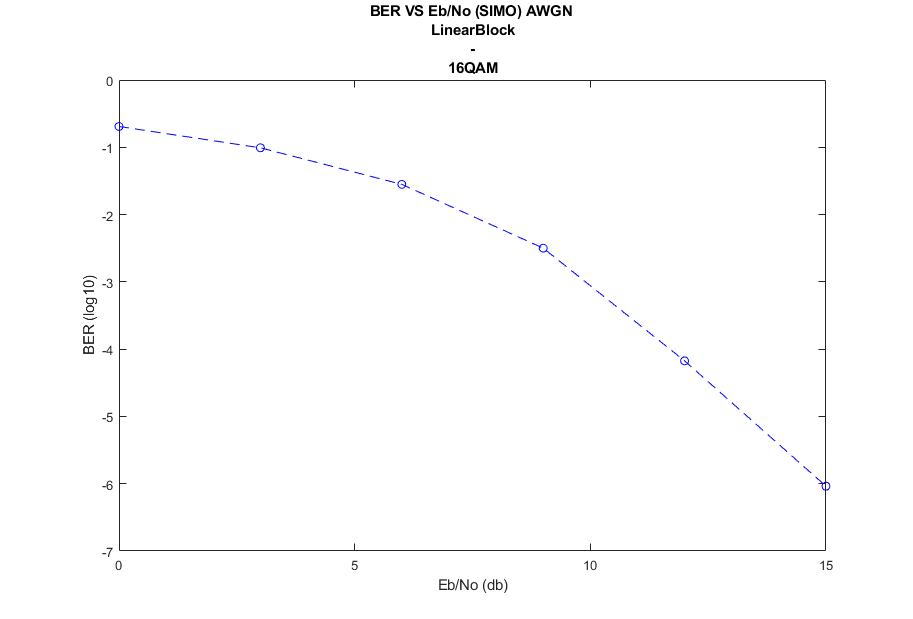 BER VS Eb/No (SIMO) AWGN
LinearBlock
-
16QAM
0
-1
-2
-3
-4
-5
-6
-7
BER (log10)
0
5
10
15
Eb/No (db)